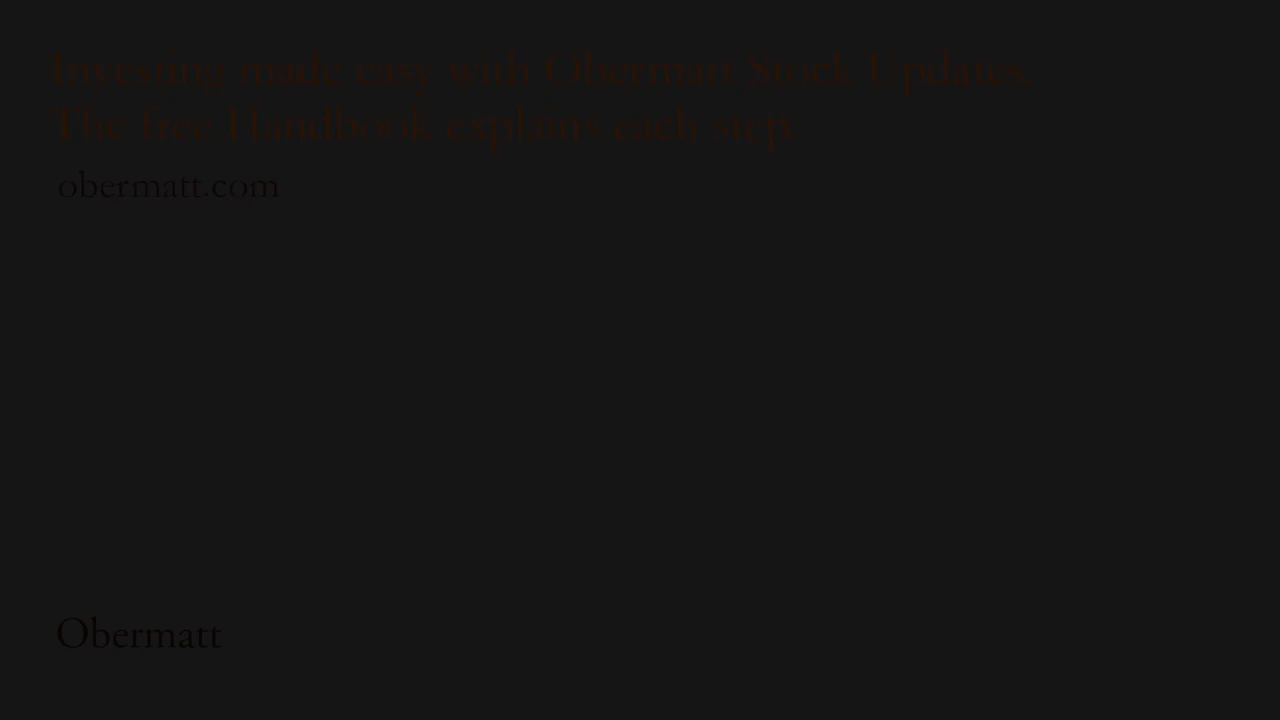 Investing made easy with Obermatt Stock Updates.
The free Handbook explains each step.
obermatt.com
Obermatt